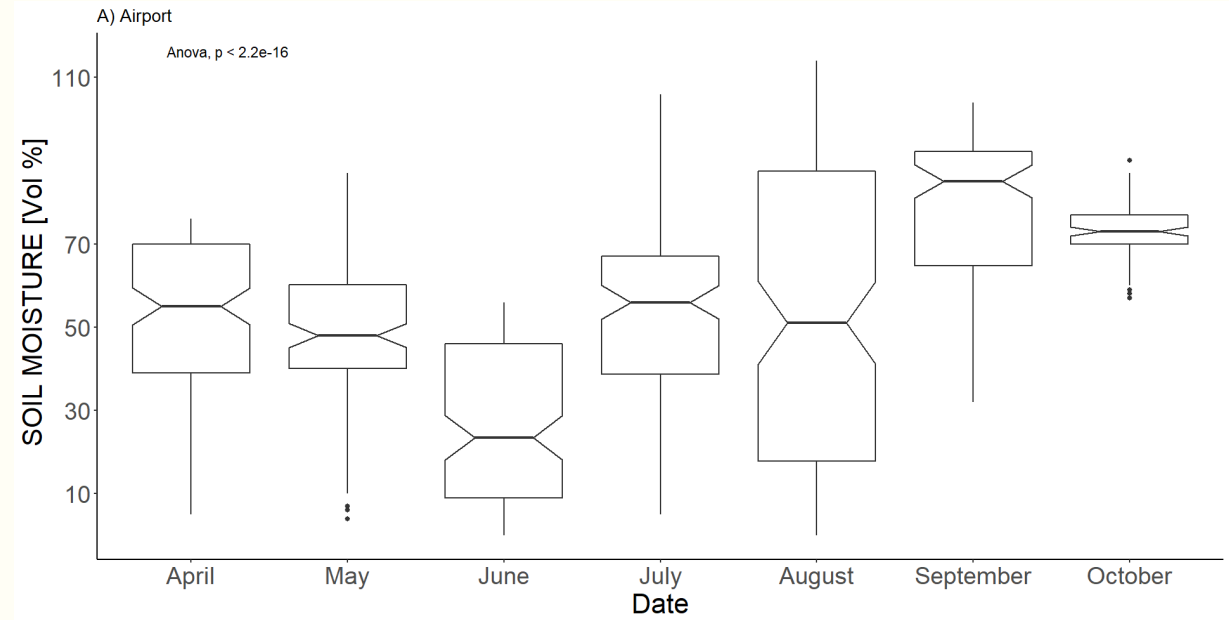 A) Airport
Anova, p < 2.2e-16
SOIL MOISTURE [Vol %]
110
70
50
30
10
April May June July August September October
Date